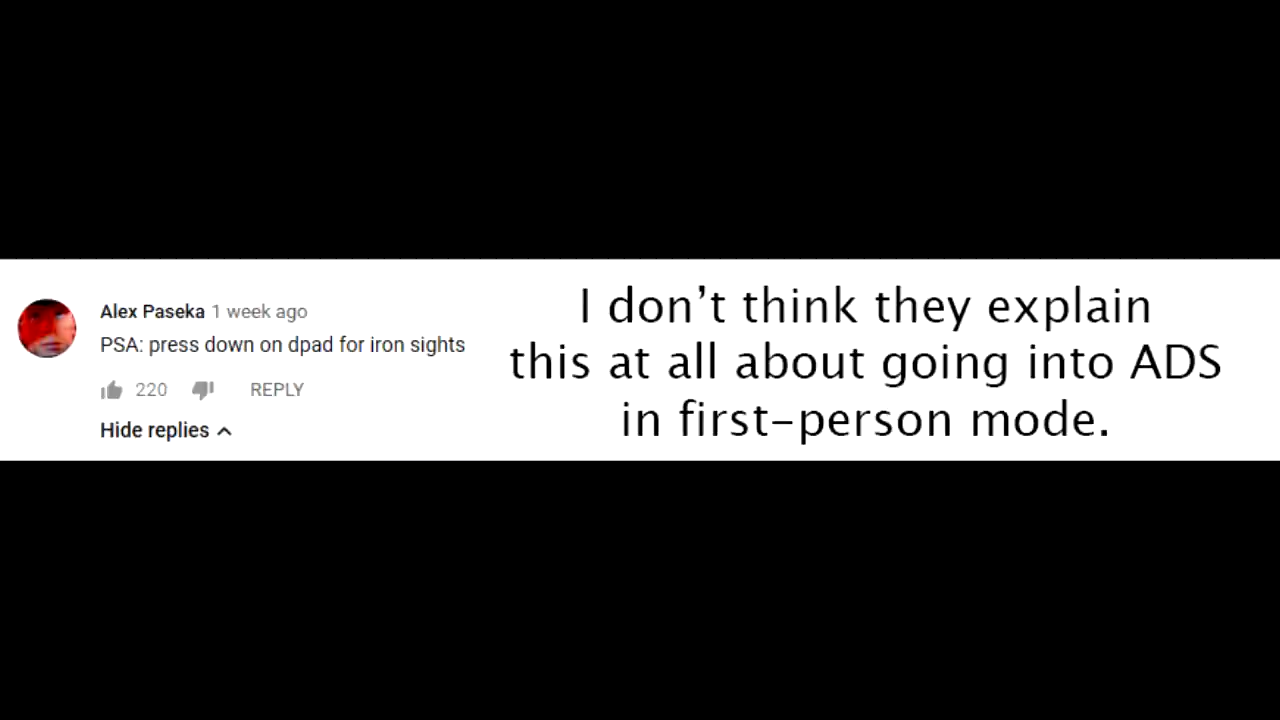 Alex Paseka 1 week ago
PSA: press down on dpad for iron sights
220 REPLY
Hide replies
I don’t think they explain
this at all about going into ADS
in first-person mode.